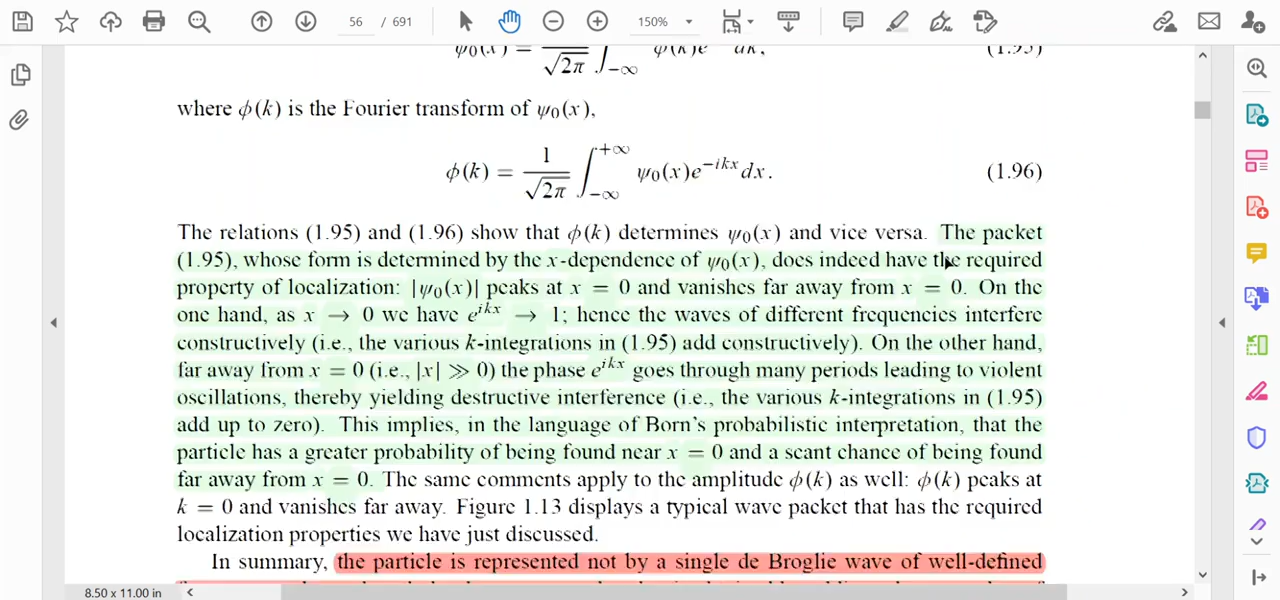 56 / 691
150%
ψ₀(x) = 1/√2π ∫_{−∞} φ(k)e dk, (1.95)
where φ(k) is the Fourier transform of ψ₀(x),
φ(k) = 1/√2π ∫_{−∞}^{+∞} ψ₀(x)e^{−ikx} dx. (1.96)
The relations (1.95) and (1.96) show that φ(k) determines ψ₀(x) and vice versa. The packet
(1.95), whose form is determined by the x-dependence of ψ₀(x), does indeed have the required
property of localization: |ψ₀(x)| peaks at x = 0 and vanishes far away from x = 0. On the
one hand, as x → 0 we have e^{ikx} → 1; hence the waves of different frequencies interfere
constructively (i.e., the various k-integrations in (1.95) add constructively). On the other hand,
far away from x = 0 (i.e., |x| ≫ 0) the phase e^{ikx} goes through many periods leading to violent
oscillations, thereby yielding destructive interference (i.e., the various k-integrations in (1.95)
add up to zero). This implies, in the language of Born's probabilistic interpretation, that the
particle has a greater probability of being found near x = 0 and a scant chance of being found
far away from x = 0. The same comments apply to the amplitude φ(k) as well: φ(k) peaks at
k = 0 and vanishes far away. Figure 1.13 displays a typical wave packet that has the required
localization properties we have just discussed.
In summary, the particle is represented not by a single de Broglie wave of well-defined
8.50 x 11.00 in